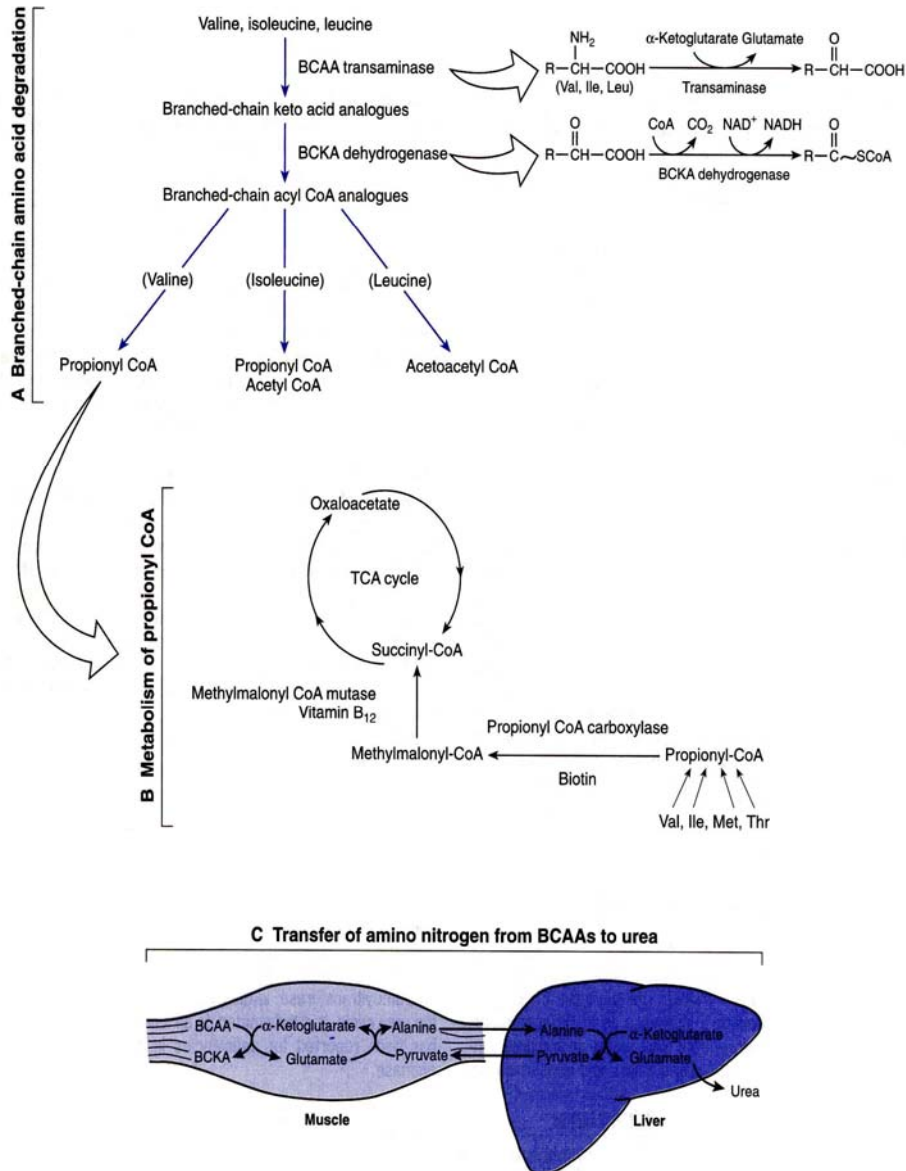 A Branched-chain amino acid degradation
Valine, isoleucine, leucine
BCAA transaminase
Branched-chain keto acid analogues
BCKA dehydrogenase
Branched-chain acyl CoA analogues
(Valine)
(Isoleucine)
(Leucine)
Propionyl CoA
Propionyl CoA
Acetyl CoA
Acetoacetyl CoA
NH₂
R—CH—COOH
(Val, Ile, Leu)
α-Ketoglutarate Glutamate
Transaminase
O
R—C—COOH
O
R—C—COOH
CoA CO₂ NAD⁺ NADH
BCKA dehydrogenase
O
R—C~SCoA
B Metabolism of propionyl CoA
Oxaloacetate
TCA cycle
Succinyl-CoA
Methylmalonyl CoA mutase
Vitamin B₁₂
Methylmalonyl-CoA
Propionyl CoA carboxylase
Biotin
Propionyl-CoA
Val, Ile, Met, Thr
C Transfer of amino nitrogen from BCAAs to urea
BCAA α-Ketoglutarate Alanine
BCKA Glutamate Pyruvate
Muscle
Alanine α-Ketoglutarate
Pyruvate Glutamate
Urea
Liver